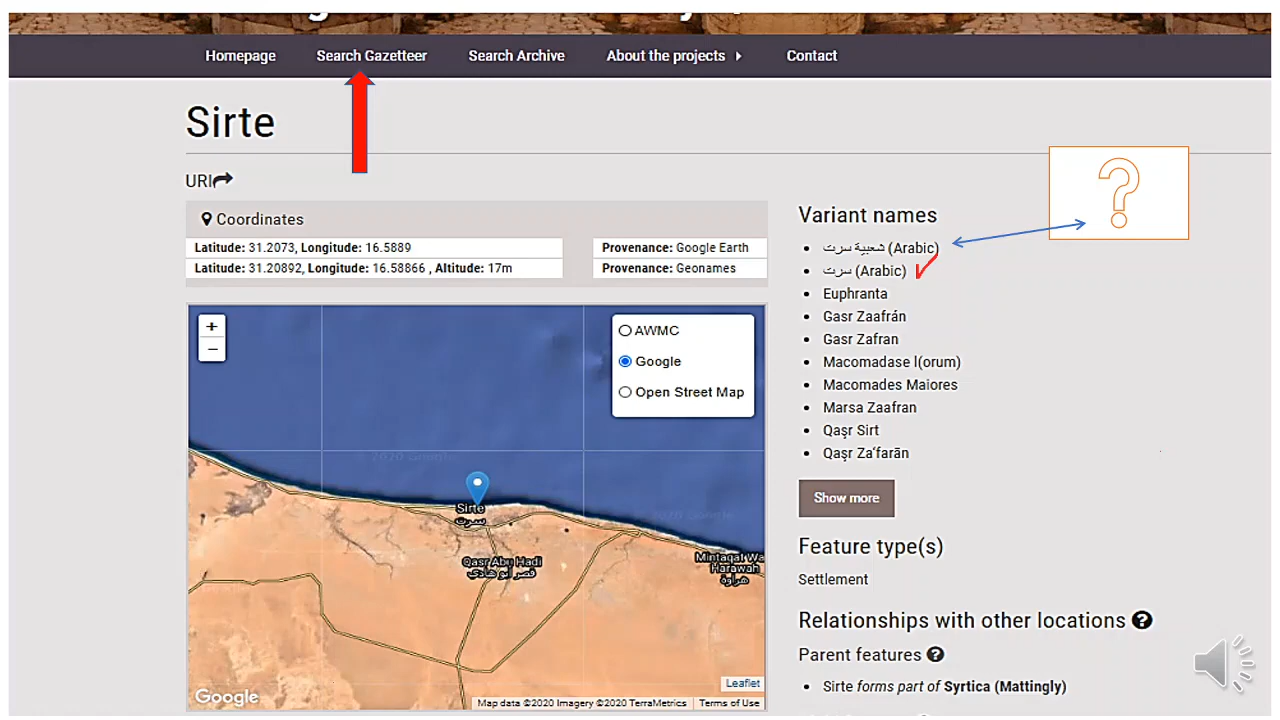 Homepage
Search Gazetteer
Search Archive
About the projects
Contact
Sirte
URI
Coordinates
Latitude: 31.2073, Longitude: 16.5889
Provenance: Google Earth
Latitude: 31.20892, Longitude: 16.58866 , Altitude: 17m
Provenance: Geonames
+
−
AWMC
Google
Open Street Map
Sirte
سرت
Qasr Abu Hadi
قصر أبو هادي
Mintaqat Wa
Harawah
هراوة
Google
Leaflet
Map data ©2020 Imagery ©2020 TerraMetrics
Terms of Use
?
Variant names
شعبية سرت (Arabic)
سرت (Arabic)
Euphranta
Gasr Zaafrán
Gasr Zafran
Macomadase l(orum)
Macomades Maiores
Marsa Zaafran
Qaşr Sirt
Qaşr Za‘farān
Show more
Feature type(s)
Settlement
Relationships with other locations ?
Parent features ?
Sirte forms part of Syrtica (Mattingly)